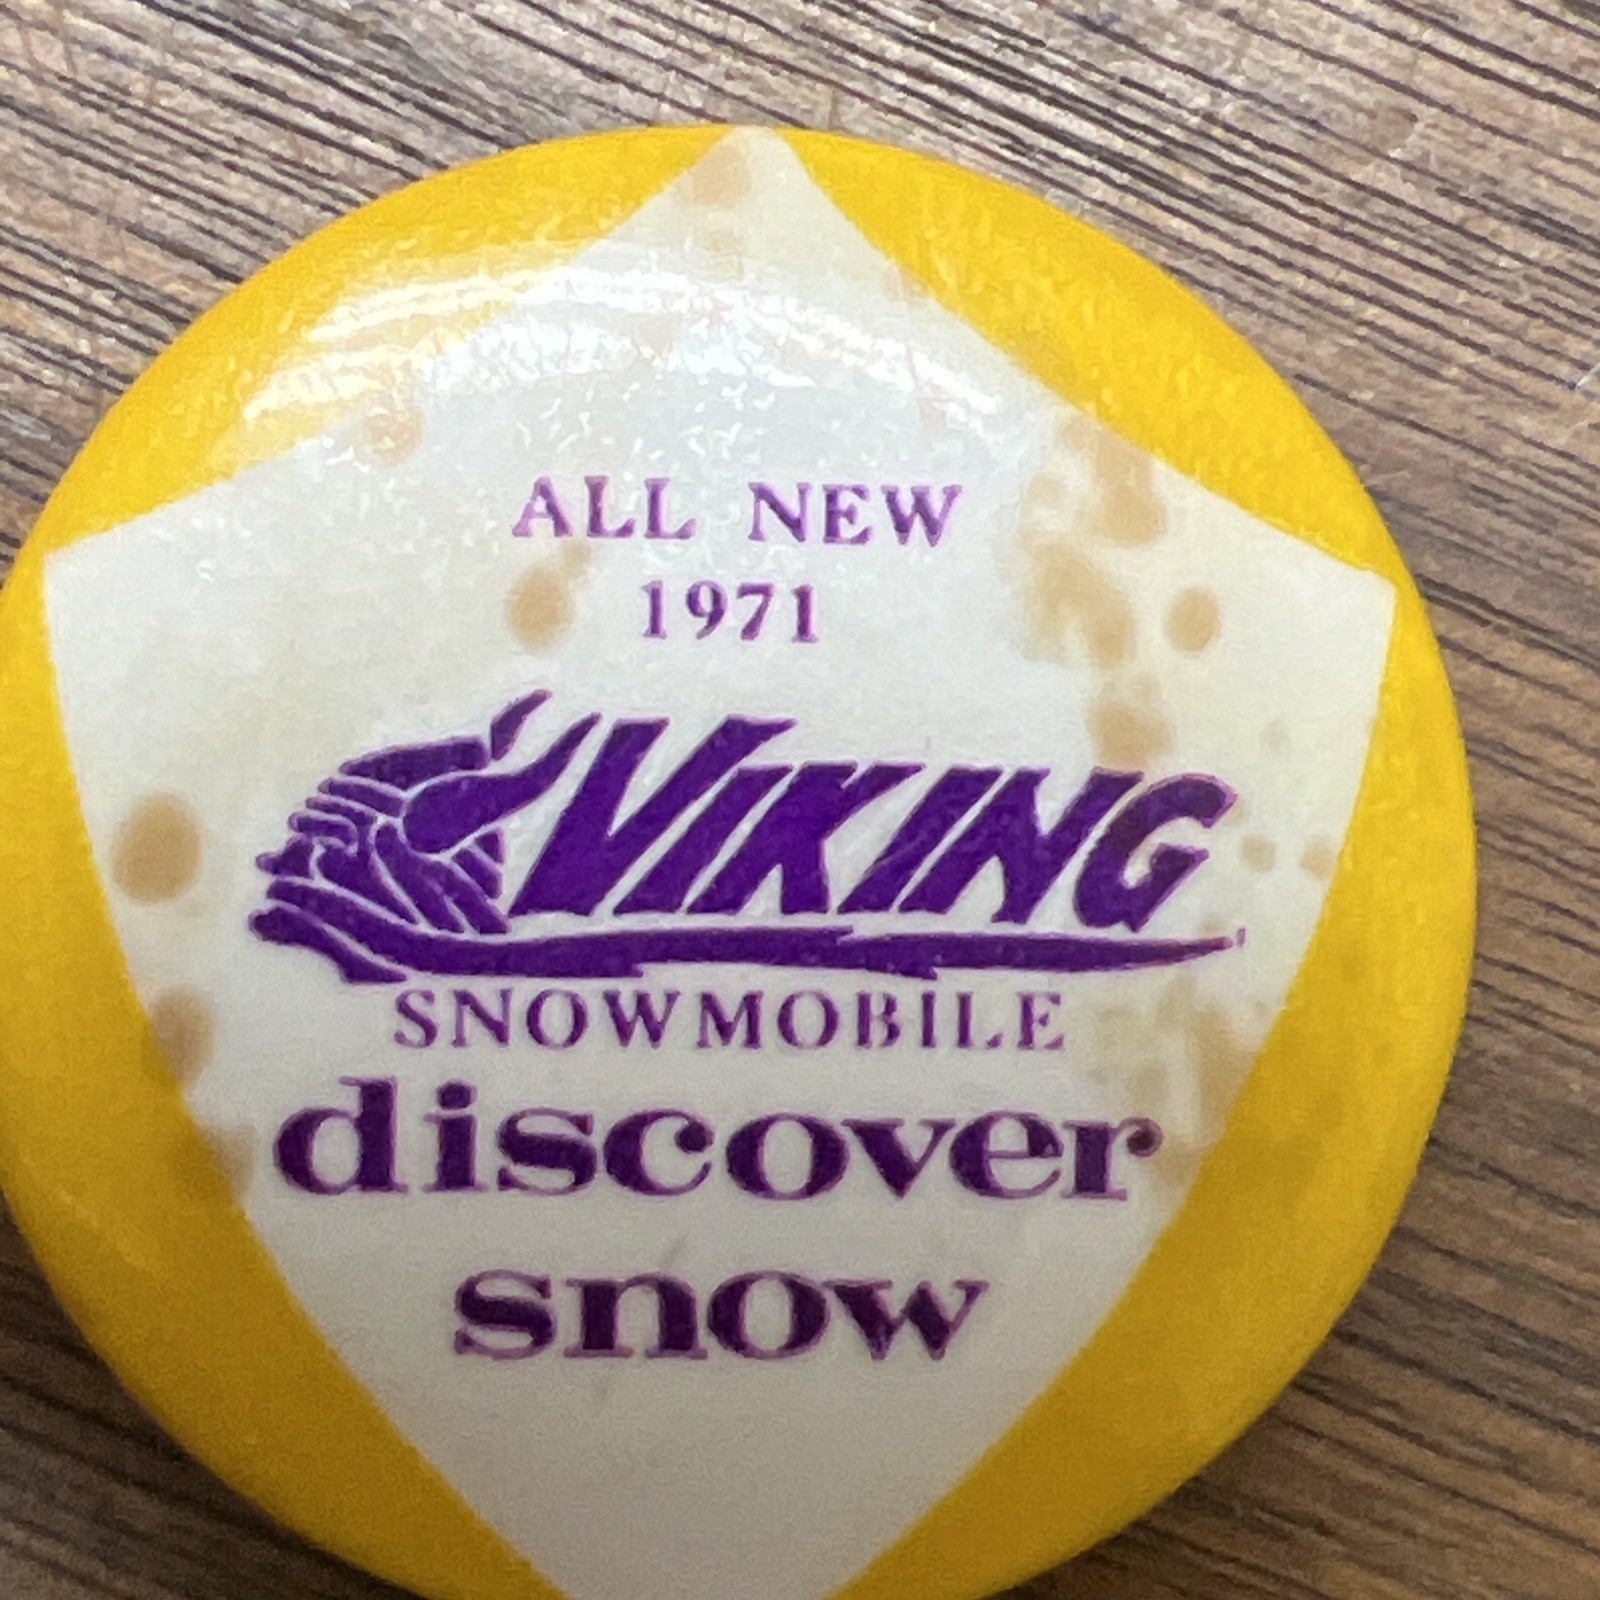 ALL NEW
1971
VIKING
SNOWMOBILE
discover
snow